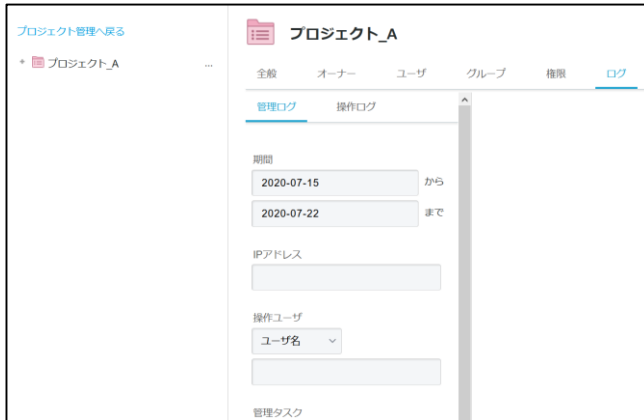 プロジェクト管理へ戻る
プロジェクト_A
...
プロジェクト_A
全般 オーナー ユーザ グループ 権限 ログ
管理ログ 操作ログ
期間
2020-07-15 から
2020-07-22 まで
IPアドレス
操作ユーザ
ユーザ名
管理タスク